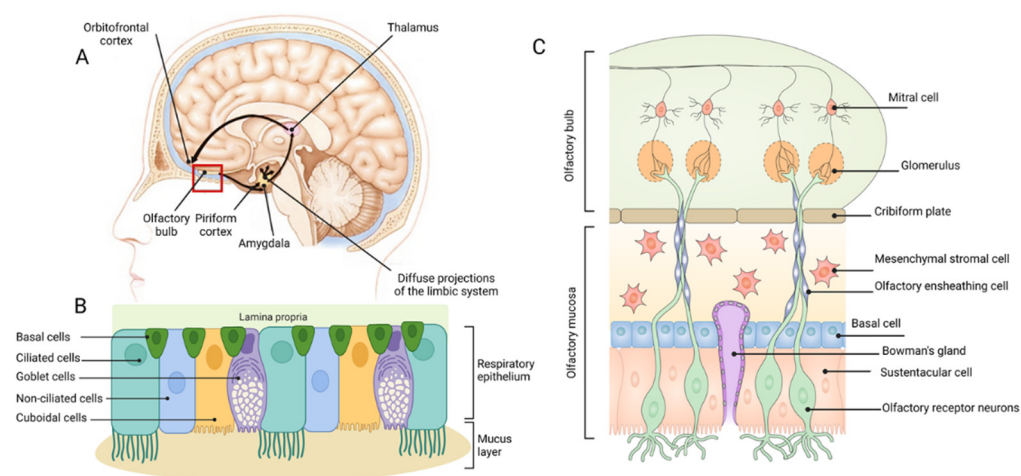 A
Orbitofrontal
cortex
Thalamus
Olfactory
bulb
Piriform
cortex
Amygdala
Diffuse projections
of the limbic system
B
Lamina propria
Basal cells
Ciliated cells
Goblet cells
Non-ciliated cells
Cuboidal cells
Respiratory
epithelium
Mucus
layer
C
Olfactory bulb
Olfactory mucosa
Mitral cell
Glomerulus
Cribiform plate
Mesenchymal stromal cell
Olfactory ensheathing cell
Basal cell
Bowman's gland
Sustentacular cell
Olfactory receptor neurons